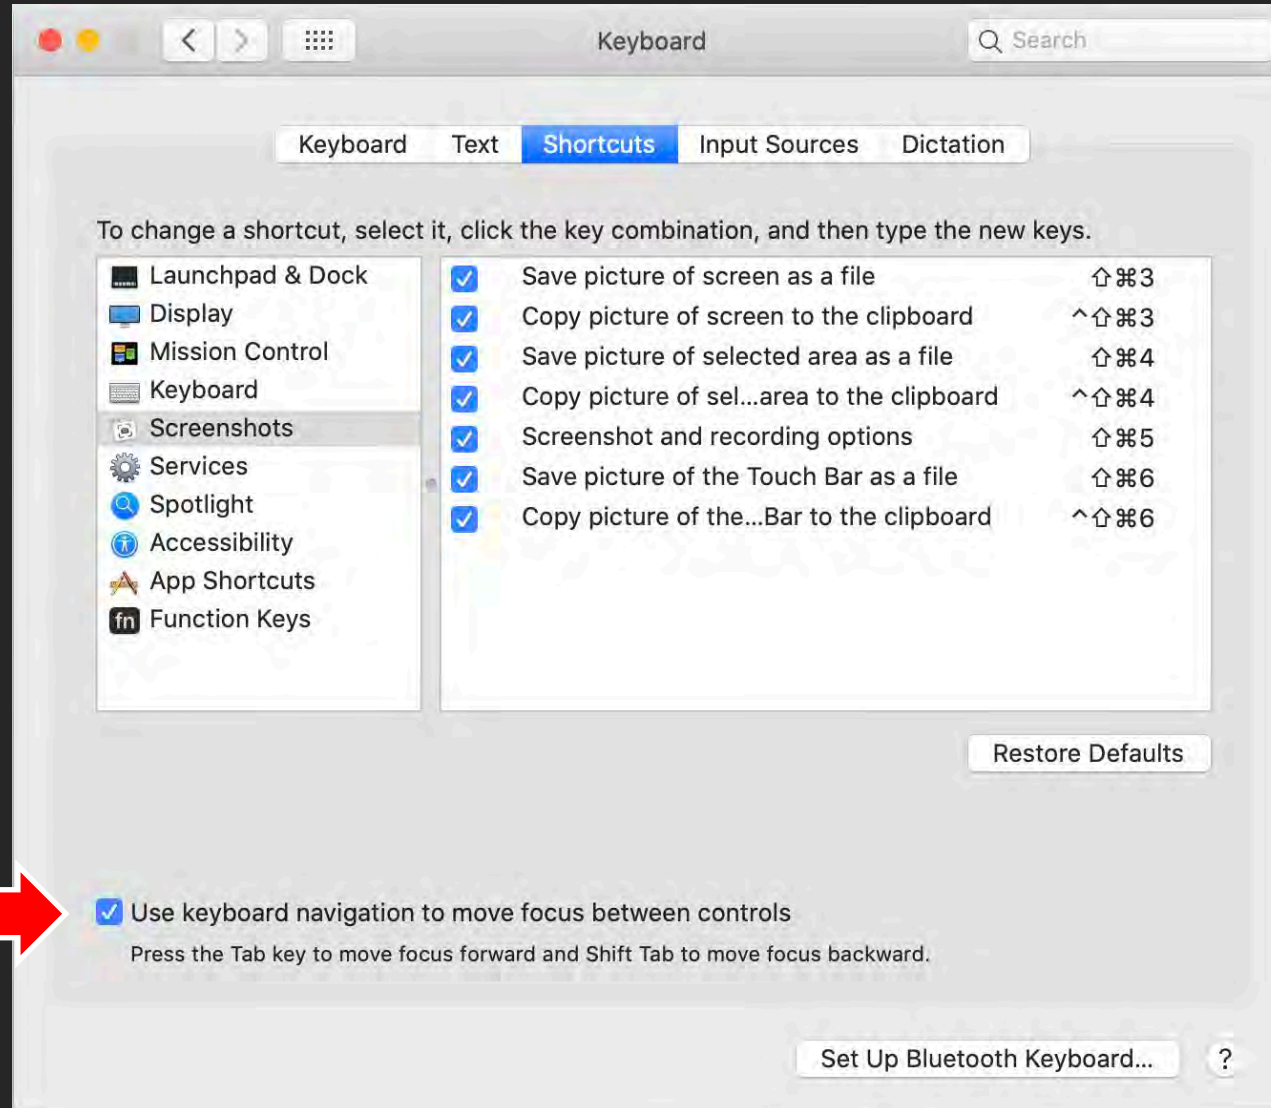 Keyboard
Search
Keyboard Text Shortcuts Input Sources Dictation
To change a shortcut, select it, click the key combination, and then type the new keys.
Launchpad & Dock
Display
Mission Control
Keyboard
Screenshots
Services
Spotlight
Accessibility
App Shortcuts
fn Function Keys
Save picture of screen as a file ⇧⌘3
Copy picture of screen to the clipboard ^⇧⌘3
Save picture of selected area as a file ⇧⌘4
Copy picture of sel...area to the clipboard ^⇧⌘4
Screenshot and recording options ⇧⌘5
Save picture of the Touch Bar as a file ⇧⌘6
Copy picture of the...Bar to the clipboard ^⇧⌘6
Restore Defaults
Use keyboard navigation to move focus between controls
Press the Tab key to move focus forward and Shift Tab to move focus backward.
Set Up Bluetooth Keyboard... ?